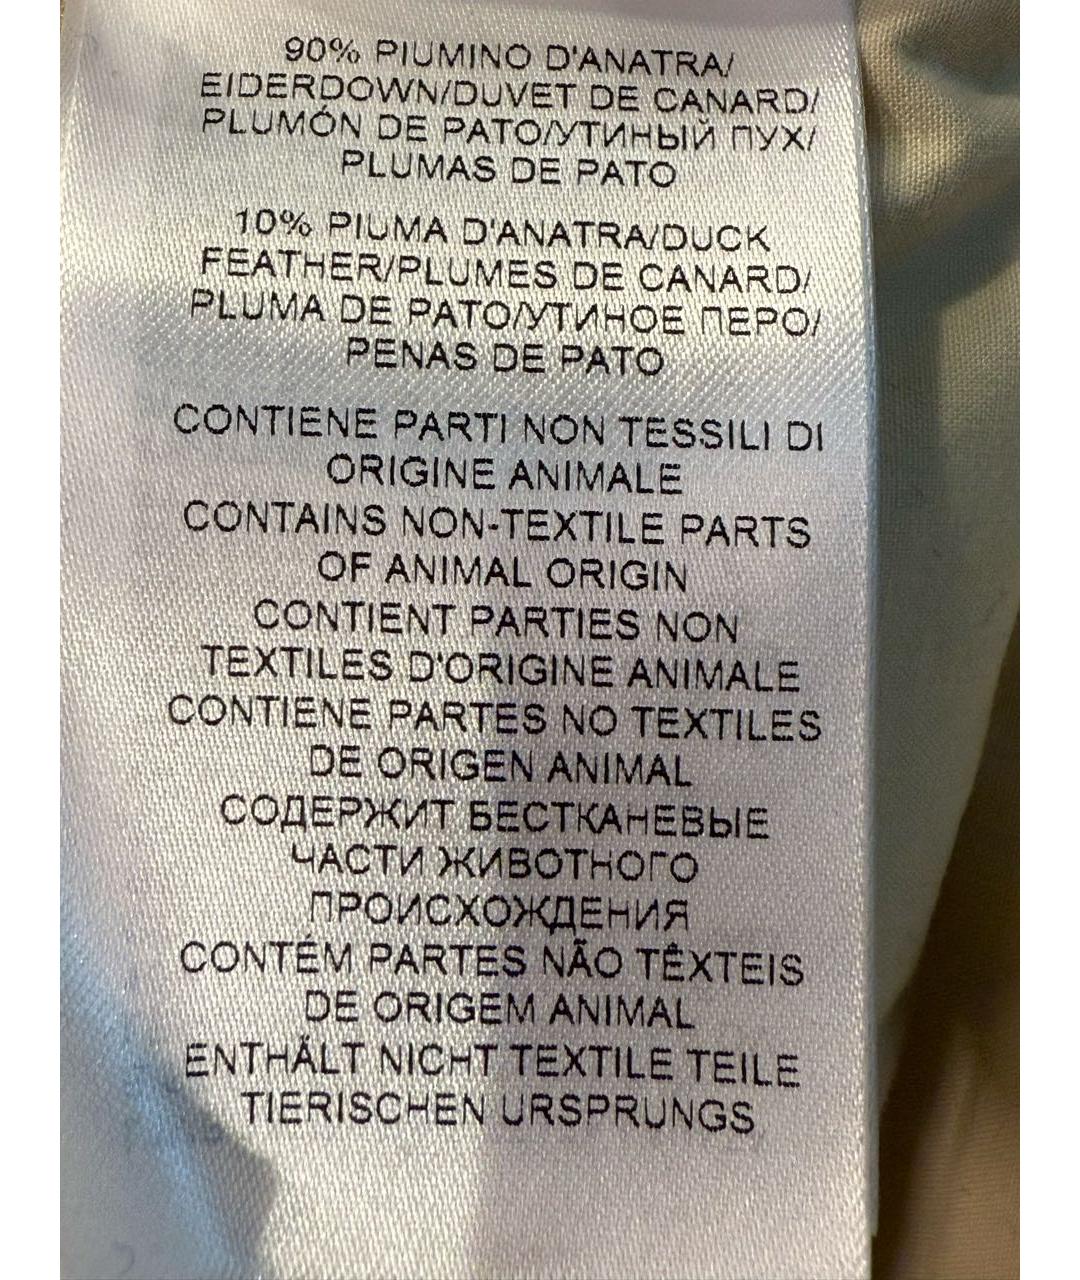 90% PIUMINO D'ANATRA/
EIDERDOWN/DUVET DE CANARD/
PLUMÓN DE PATO/УТИНЫЙ ПУХ/
PLUMAS DE PATO
10% PIUMA D'ANATRA/DUCK
FEATHER/PLUMES DE CANARD/
PLUMA DE PATO/УТИНОЕ ПЕРО/
PENAS DE PATO
CONTIENE PARTI NON TESSILI DI
ORIGINE ANIMALE
CONTAINS NON-TEXTILE PARTS
OF ANIMAL ORIGIN
CONTIENT PARTIES NON
TEXTILES D'ORIGINE ANIMALE
CONTIENE PARTES NO TEXTILES
DE ORIGEN ANIMAL
СОДЕРЖИТ БЕСТКАНЕВЫЕ
ЧАСТИ ЖИВОТНОГО
ПРОИСХОЖДЕНИЯ
CONTÉM PARTES NÃO TÊXTEIS
DE ORIGEM ANIMAL
ENTHÄLT NICHT TEXTILE TEILE
TIERISCHEN URSPRUNGS